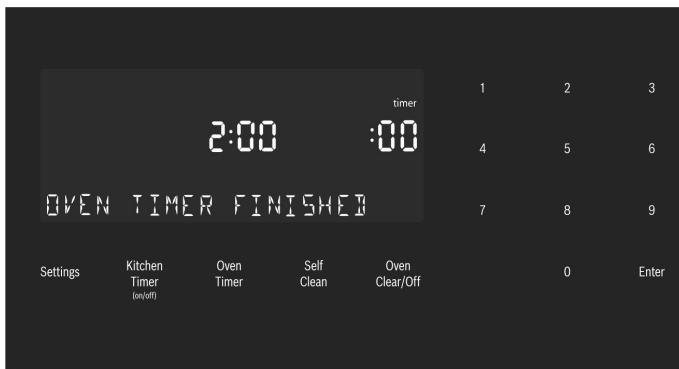 timer
2:00 :00
OVEN TIMER FINISHED
Settings
Kitchen
Timer
(on/off)
Oven
Timer
Self
Clean
Oven
Clear/Off
1 2 3
4 5 6
7 8 9
0 Enter